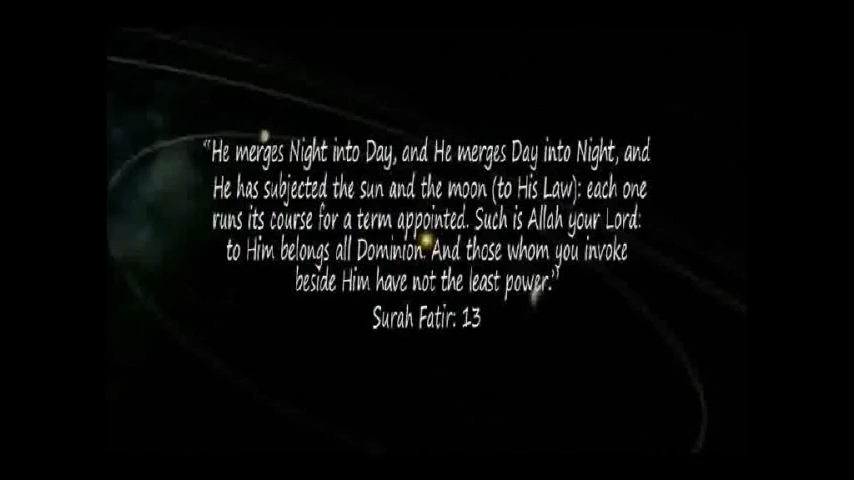 “He merges Night into Day, and He merges Day into Night, and
He has subjected the sun and the moon (to His Law): each one
runs its course for a term appointed. Such is Allah your Lord:
to Him belongs all Dominion. And those whom you invoke
beside Him have not the least power.”
Surah Fatir: 13